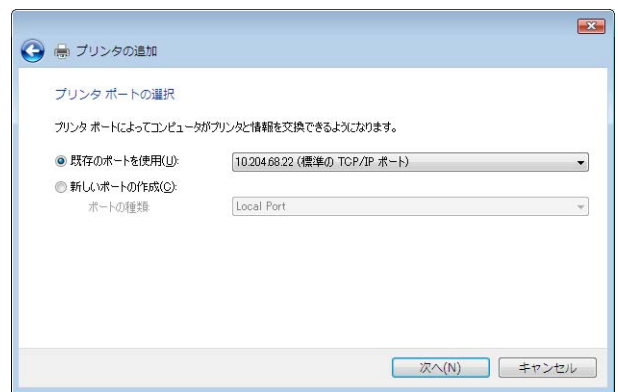 プリンタの追加
プリンタ ポートの選択
プリンタ ポートによってコンピュータがプリンタと情報を交換できるようになります。
既存のポートを使用(U): 10.204.68.22 (標準の TCP/IP ポート)
新しいポートの作成(C):
ポートの種類: Local Port
次へ(N) キャンセル